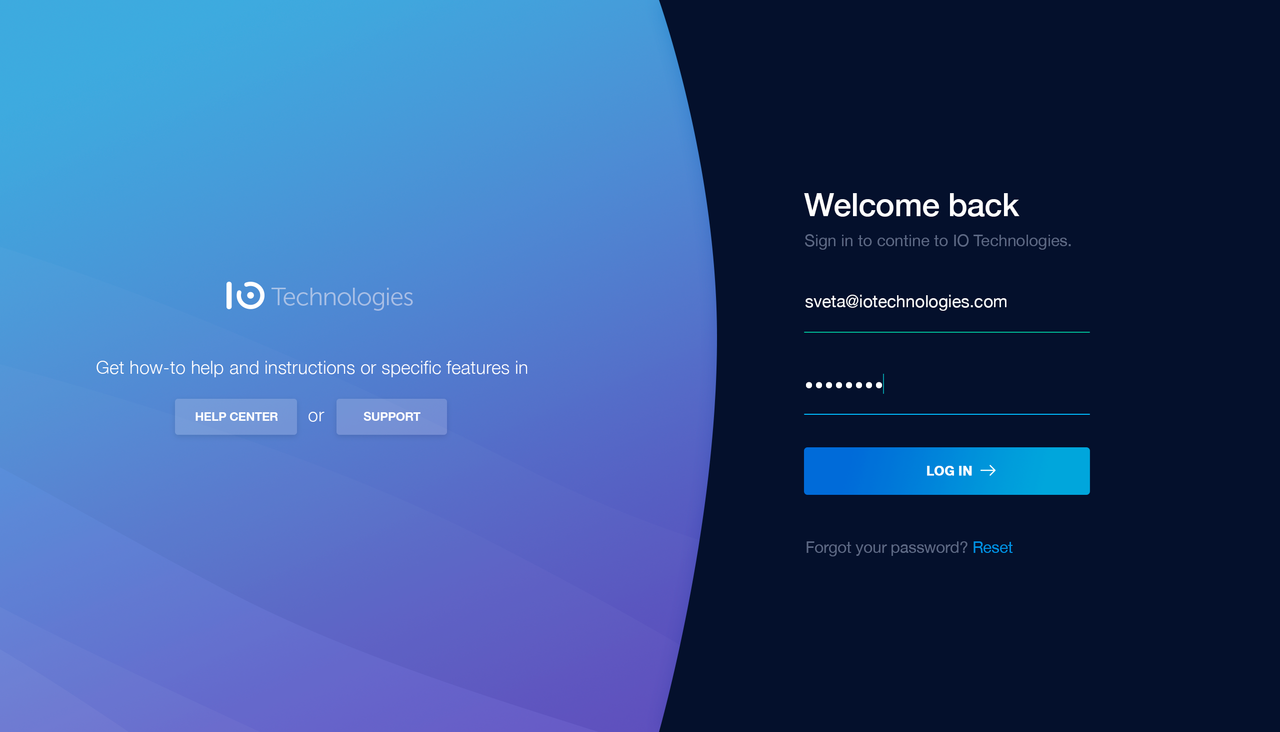 IO Technologies
Get how-to help and instructions or specific features in
HELP CENTER or SUPPORT
Welcome back
Sign in to contine to IO Technologies.
sveta@iotechnologies.com
••••••••
LOG IN →
Forgot your password? Reset